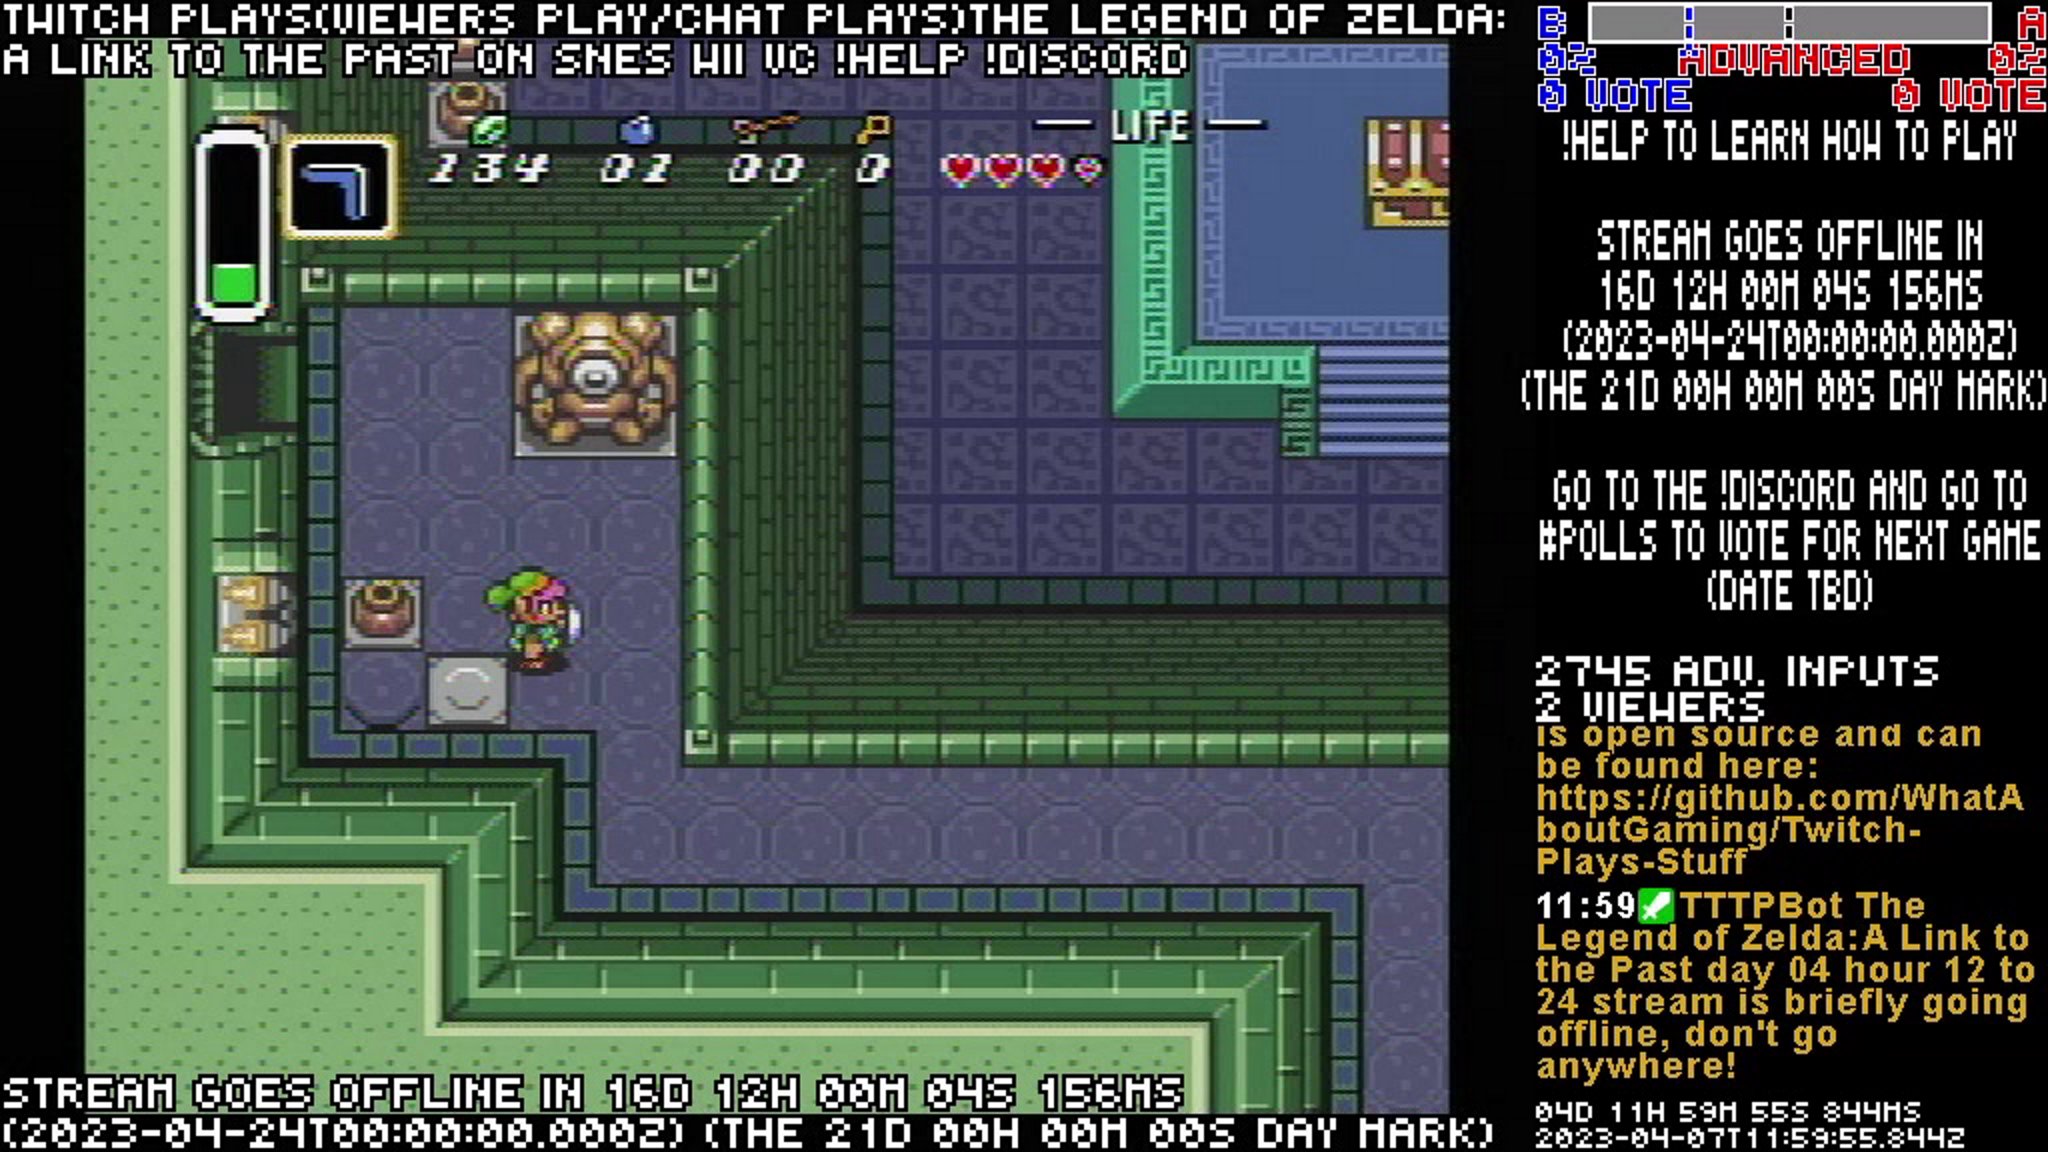 TWITCH PLAYS(VIEWERS PLAY/CHAT PLAYS)THE LEGEND OF ZELDA:
A LINK TO THE PAST ON SNES WII VC !HELP !DISCORD
LIFE
134 01 00 0
B A
0% ADVANCED 0%
0 VOTE 0 VOTE
!HELP TO LEARN HOW TO PLAY
STREAM GOES OFFLINE IN
16D 12H 00M 04S 156MS
(2023-04-24T00:00:00.000Z)
(THE 21D 00H 00M 00S DAY MARK)
GO TO THE !DISCORD AND GO TO
#POLLS TO VOTE FOR NEXT GAME
(DATE TBD)
2745 ADV. INPUTS
2 VIEWERS
is open source and can
be found here:
https://github.com/WhatA
boutGaming/Twitch-
Plays-Stuff
11:59 TTTPBot The
Legend of Zelda:A Link to
the Past day 04 hour 12 to
24 stream is briefly going
offline, don't go
anywhere!
04D 11H 59M 55S 844MS
2023-04-07T11:59:55.844Z
STREAM GOES OFFLINE IN 16D 12H 00M 04S 156MS
(2023-04-24T00:00:00.000Z) (THE 21D 00H 00M 00S DAY MARK)